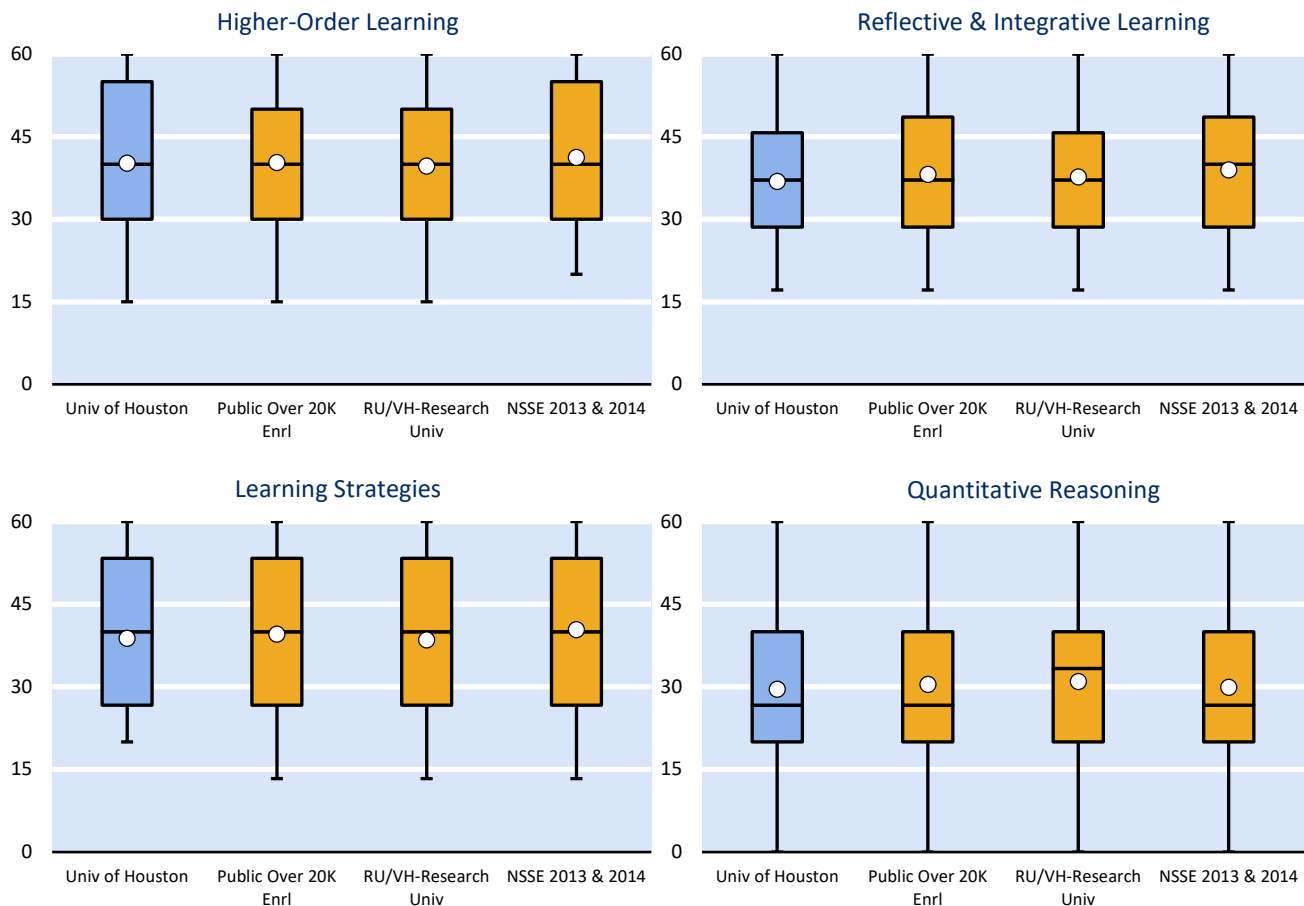 Higher-Order Learning
60
45
30
15
0
Univ of Houston
Public Over 20K
Enrl
RU/VH-Research
Univ
NSSE 2013 & 2014
Reflective & Integrative Learning
60
45
30
15
0
Univ of Houston
Public Over 20K
Enrl
RU/VH-Research
Univ
NSSE 2013 & 2014
Learning Strategies
60
45
30
15
0
Univ of Houston
Public Over 20K
Enrl
RU/VH-Research
Univ
NSSE 2013 & 2014
Quantitative Reasoning
60
45
30
15
0
Univ of Houston
Public Over 20K
Enrl
RU/VH-Research
Univ
NSSE 2013 & 2014